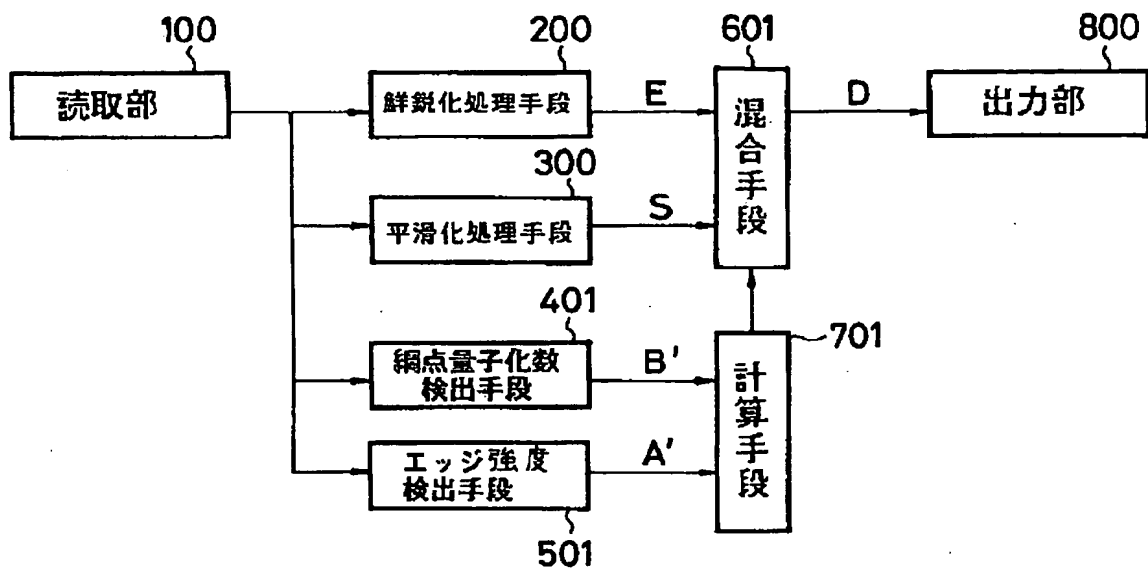 100
読取部
200
鮮鋭化処理手段
E
601
混合手段
D
800
出力部
300
平滑化処理手段
S
401
網点量子化数
検出手段
B'
701
計算手段
エッジ強度
検出手段
A'
501